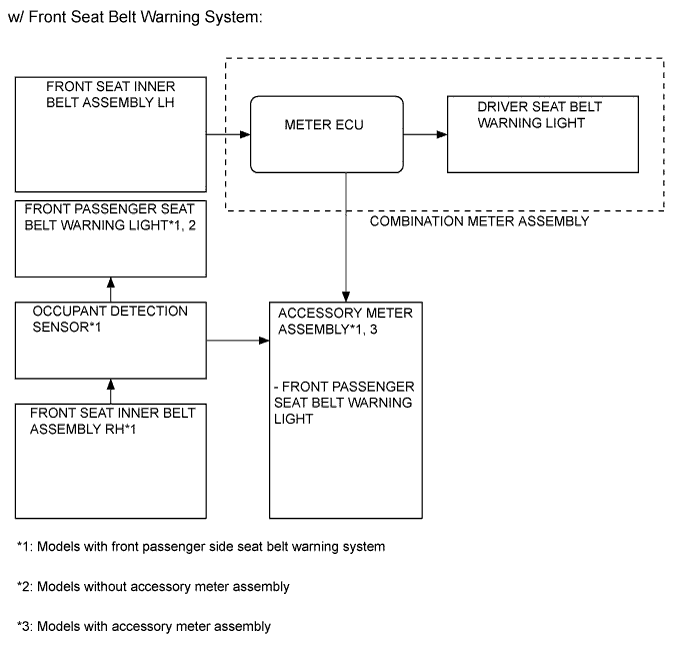 w/ Front Seat Belt Warning System:
FRONT SEAT INNER
BELT ASSEMBLY LH
METER ECU
DRIVER SEAT BELT
WARNING LIGHT
COMBINATION METER ASSEMBLY
FRONT PASSENGER SEAT
BELT WARNING LIGHT*1, 2
OCCUPANT DETECTION
SENSOR*1
ACCESSORY METER
ASSEMBLY*1, 3
- FRONT PASSENGER
SEAT BELT WARNING
LIGHT
FRONT SEAT INNER BELT
ASSEMBLY RH*1
*1: Models with front passenger side seat belt warning system
*2: Models without accessory meter assembly
*3: Models with accessory meter assembly